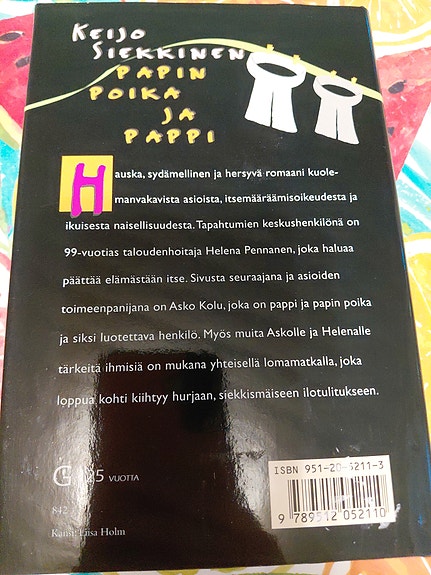 KEIJO
SIEKKINEN
PAPIN
POIKA
JA
PAPPI
Hauska, sydämellinen ja hersyvä romaani kuole-
manvakavista asioista, itsemääräämisoikeudesta ja
ikuisesta naisellisuudesta. Tapahtumien keskushenkilönä on
99-vuotias taloudenhoitaja Helena Pennanen, joka haluaa
päättää elämästään itse. Sivusta seuraajana ja asioiden
toimeenpanijana on Asko Kolu, joka on pappi ja papin poika
ja siksi luotettava henkilö. Myös muita Askolle ja Helenalle
tärkeitä ihmisiä on mukana yhteisellä lomamatkalla, joka
loppua kohti kiihtyy hurjaan, siekkismäiseen ilotulitukseen.
G 125 VUOTTA
ISBN 951-20-5211-3
9 789512 052110
Kansi: Liisa Holm